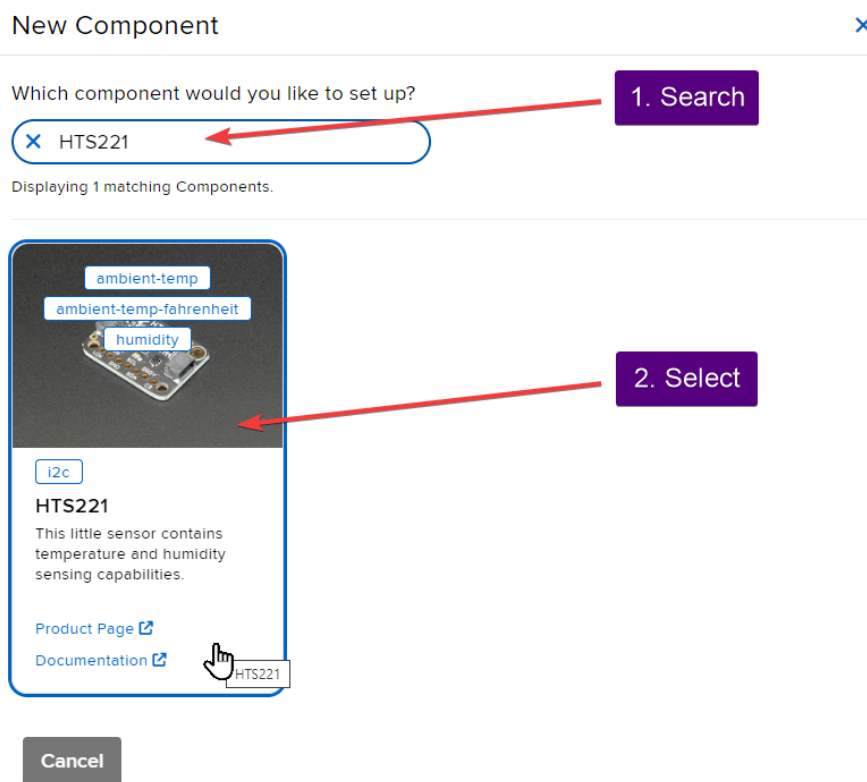 New Component
Which component would you like to set up?
1. Search
HTS221
Displaying 1 matching Components.
ambient-temp
ambient-temp-fahrenheit
humidity
2. Select
i2c
HTS221
This little sensor contains
temperature and humidity
sensing capabilities.
Product Page
Documentation
HTS221
Cancel